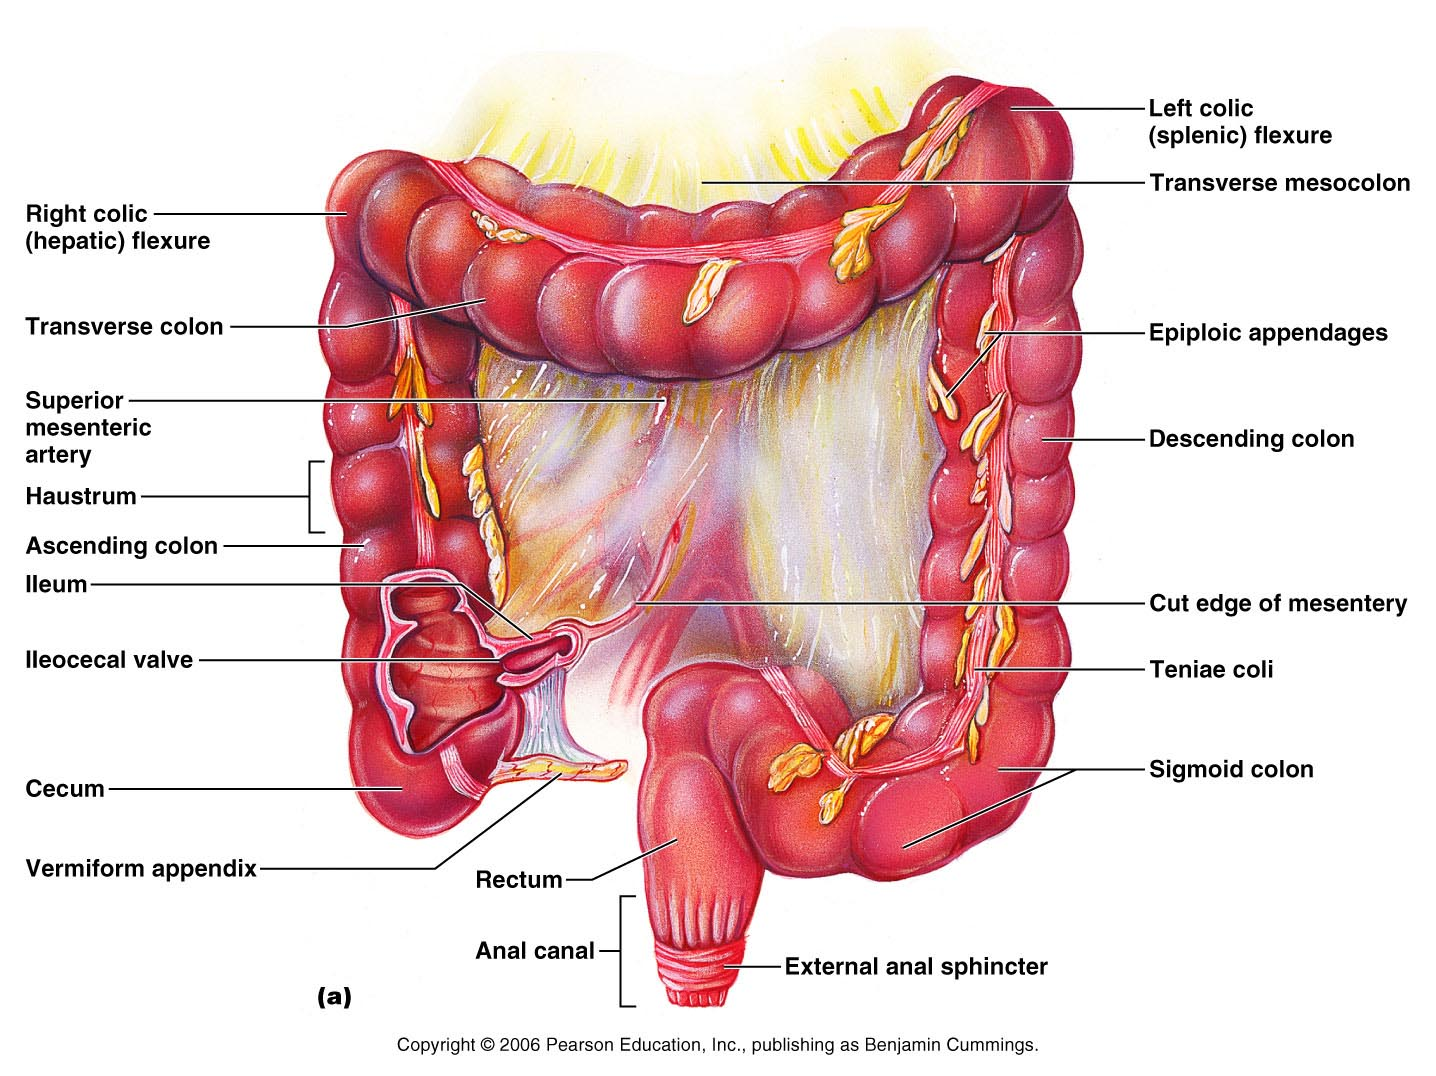 Left colic
(splenic) flexure
Transverse mesocolon
Right colic
(hepatic) flexure
Transverse colon
Epiploic appendages
Superior
mesenteric
artery
Descending colon
Haustrum
Ascending colon
Ileum
Cut edge of mesentery
Ileocecal valve
Teniae coli
Sigmoid colon
Cecum
Vermiform appendix
Rectum
Anal canal
External anal sphincter
(a)
Copyright © 2006 Pearson Education, Inc., publishing as Benjamin Cummings.